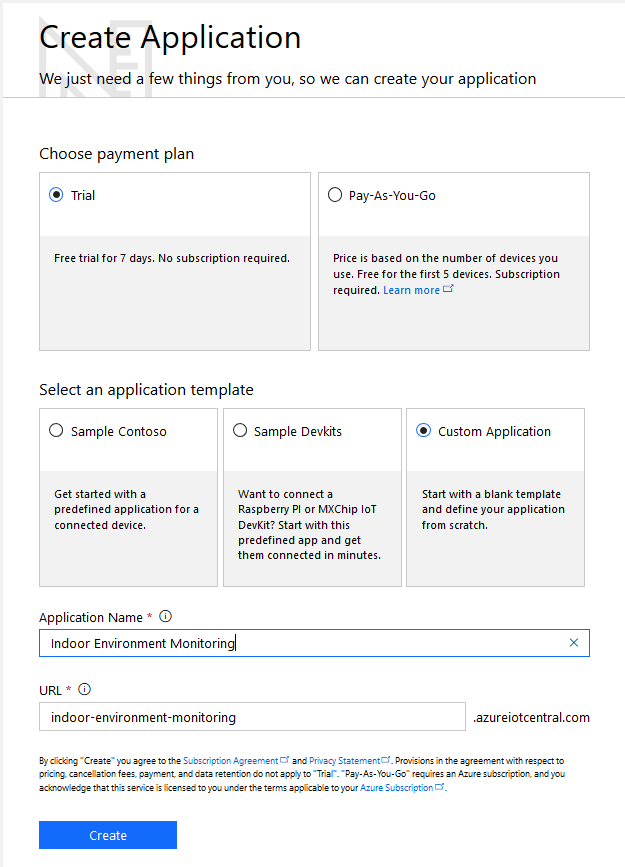 Create Application
We just need a few things from you, so we can create your application
Choose payment plan
Trial
Free trial for 7 days. No subscription required.
Pay-As-You-Go
Price is based on the number of devices you
use. Free for the first 5 devices. Subscription
required. Learn more
Select an application template
Sample Contoso
Get started with a
predefined application for a
connected device.
Sample Devkits
Want to connect a
Raspberry PI or MXChip IoT
DevKit? Start with this
predefined app and get
them connected in minutes.
Custom Application
Start with a blank template
and define your application
from scratch.
Application Name *
Indoor Environment Monitoring
URL *
indoor-environment-monitoring .azureiotcentral.com
By clicking "Create" you agree to the Subscription Agreement and Privacy Statement. Provisions in the agreement with respect to
pricing, cancellation fees, payment, and data retention do not apply to "Trial". "Pay-As-You-Go" requires an Azure subscription, and you
acknowledge that this service is licensed to you under the terms applicable to your Azure Subscription.
Create